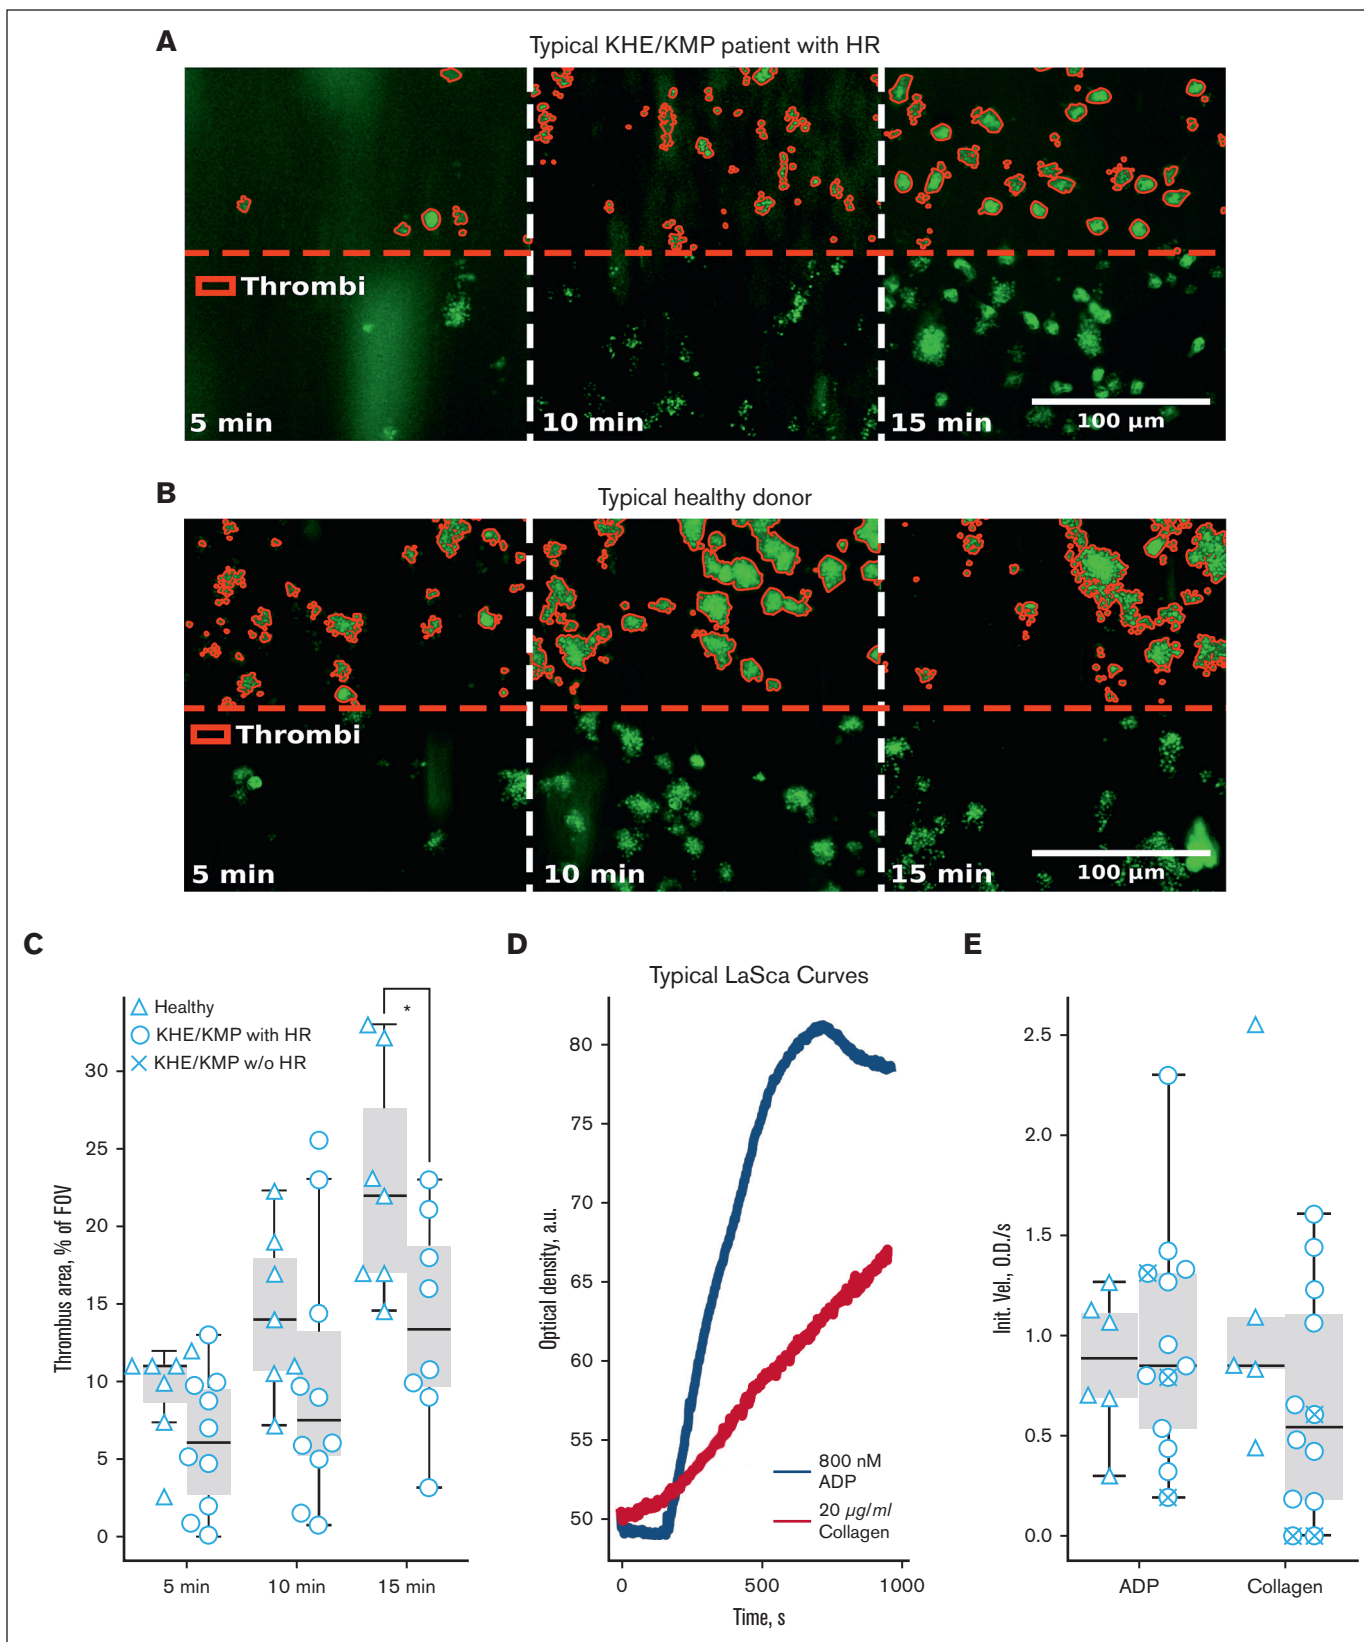 A
Typical KHE/KMP patient with HR
Thrombi
5 min
10 min
15 min
100 µm
B
Typical healthy donor
Thrombi
5 min
10 min
15 min
100 µm
C
Healthy
KHE/KMP with HR
KHE/KMP w/o HR
*
Thrombus area, % of FOV
30
25
20
15
10
5
0
5 min
10 min
15 min
D
Typical LaSca Curves
Optical density, a.u.
80
75
70
65
60
55
50
800 nM
ADP
20 µg/ml
Collagen
0
500
1000
Time, s
E
Init. Vel., O.D./s
2.5
2.0
1.5
1.0
0.5
0.0
ADP
Collagen